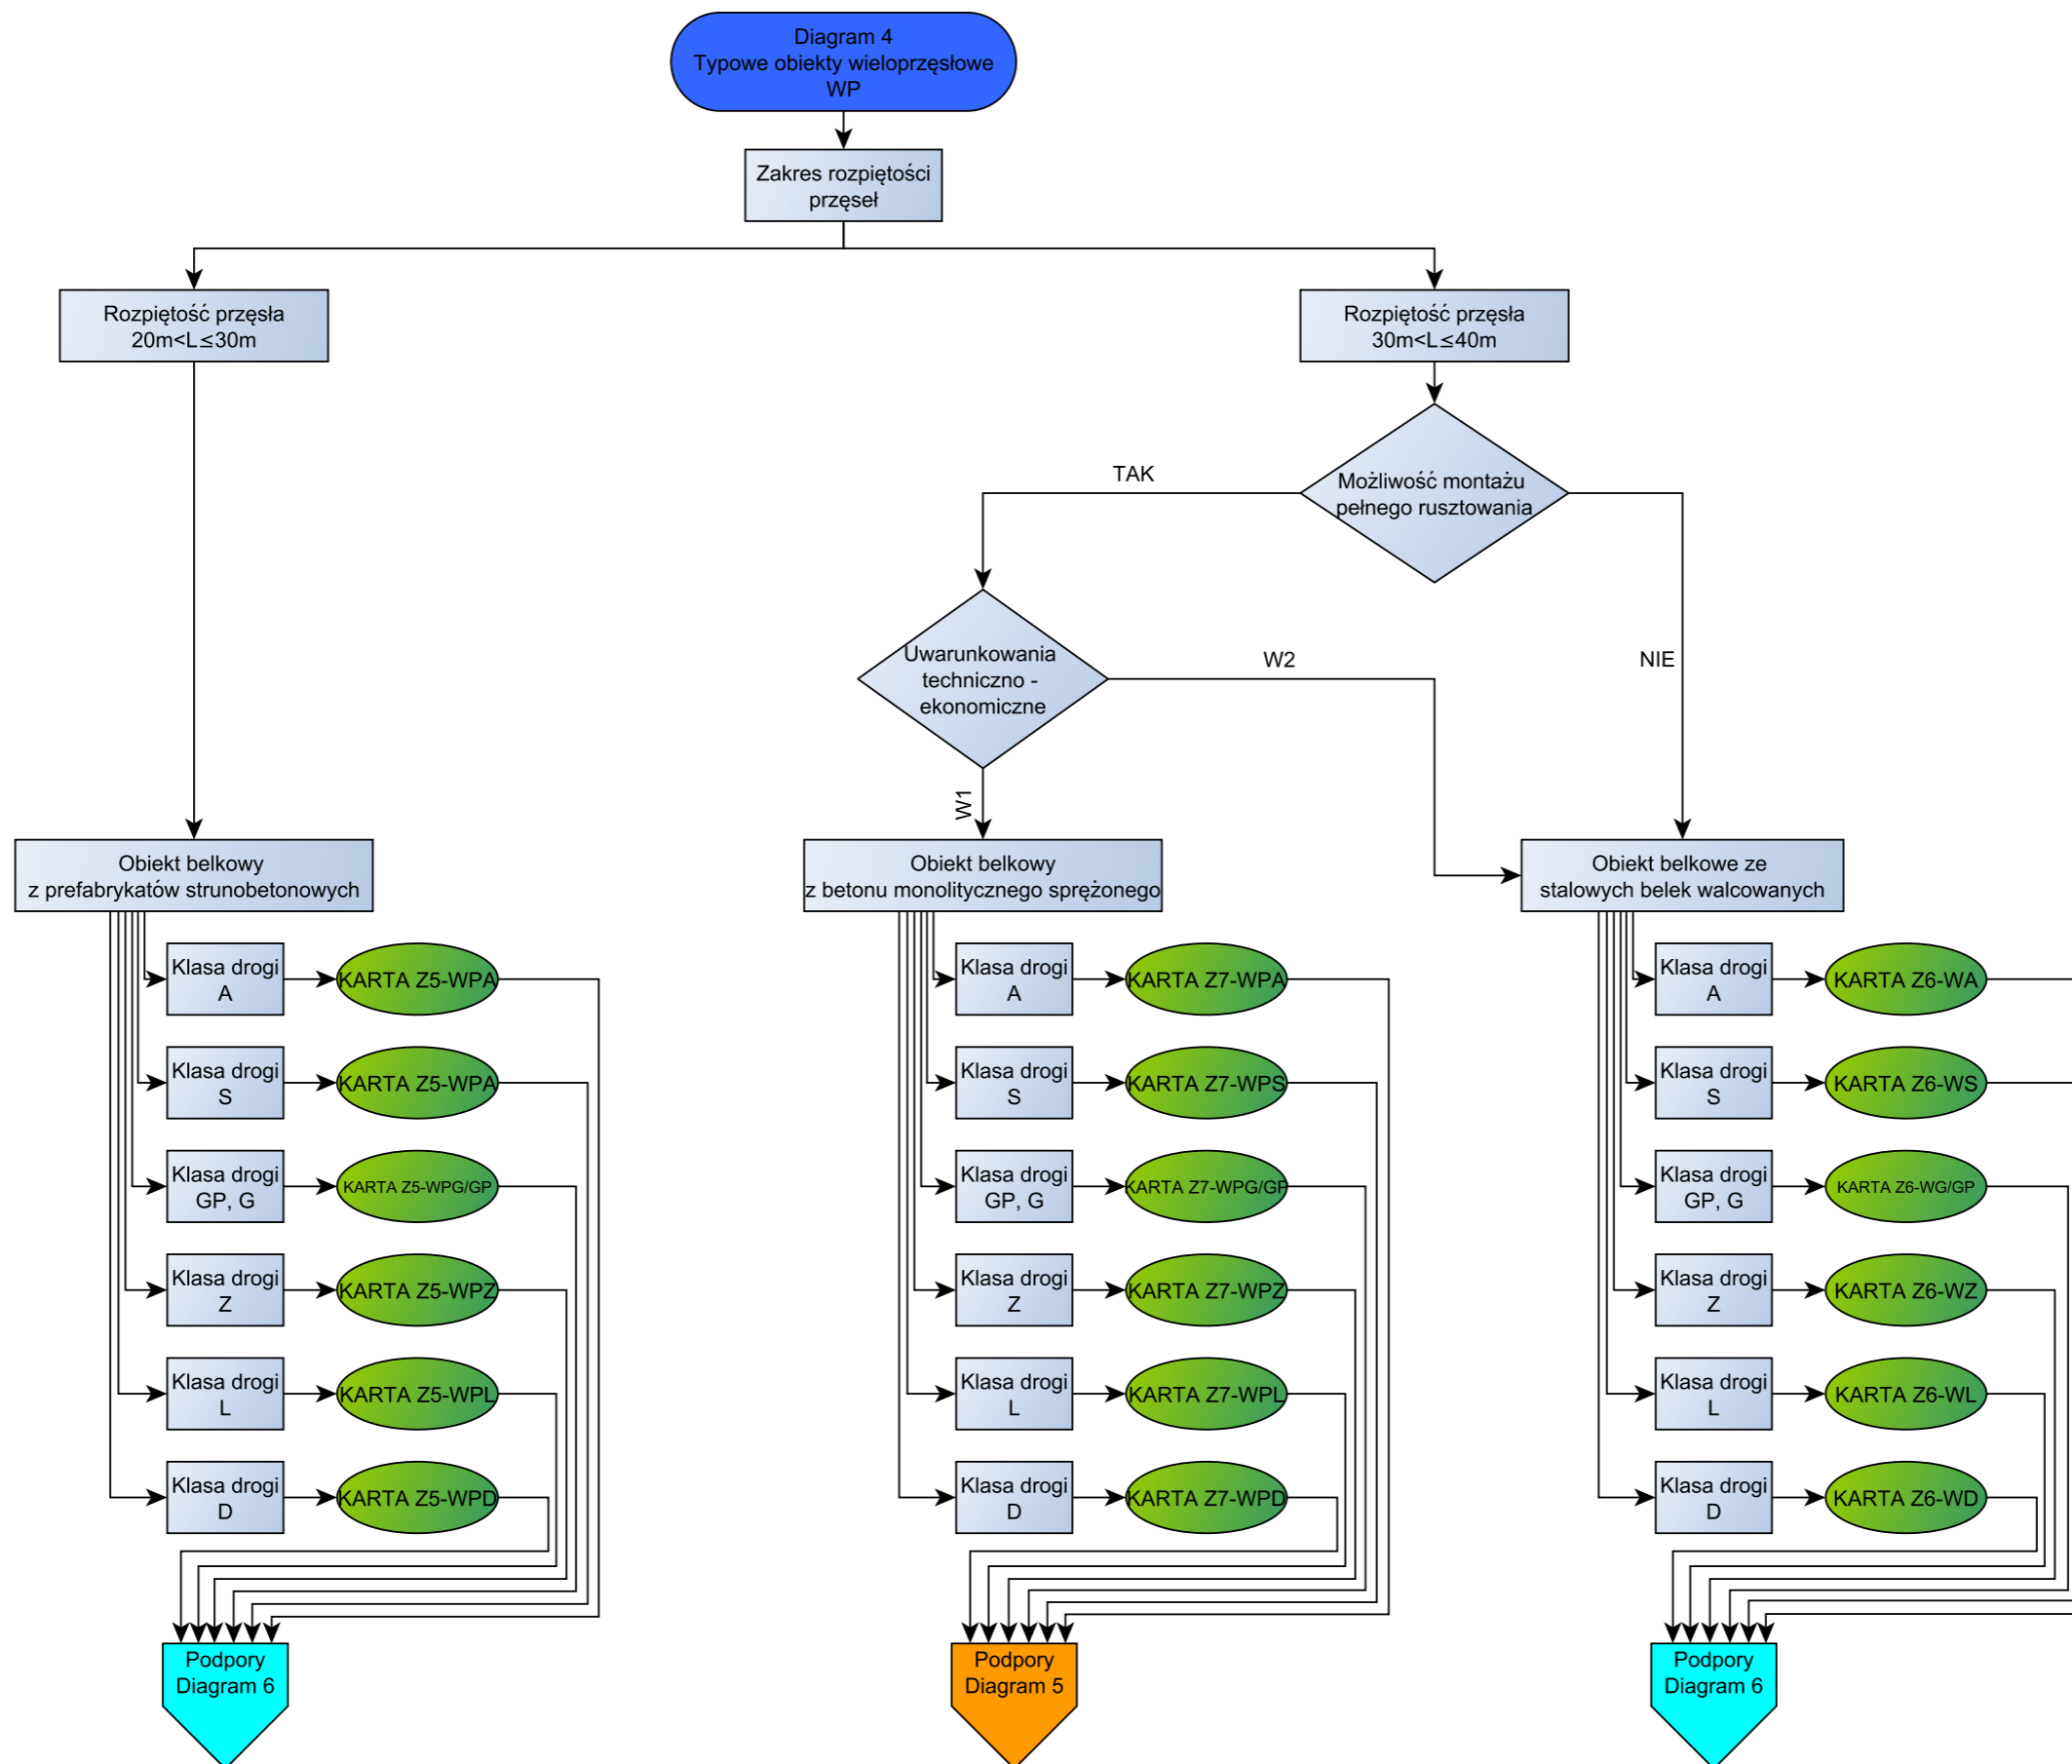 Diagram 4
Typowe obiekty wieloprzęsłowe
WP
Zakres rozpiętości
przęseł
Rozpiętość przęsła
20m<L≤30m
Rozpiętość przęsła
30m<L≤40m
Możliwość montażu
pełnego rusztowania
TAK
NIE
Uwarunkowania
techniczno -
ekonomiczne
W2
W1
Obiekt belkowy
z prefabrykatów strunobetonowych
Klasa drogi
A
KARTA Z5-WPA
Klasa drogi
S
KARTA Z5-WPA
Klasa drogi
GP, G
KARTA Z5-WPG/GP
Klasa drogi
Z
KARTA Z5-WPZ
Klasa drogi
L
KARTA Z5-WPL
Klasa drogi
D
KARTA Z5-WPD
Podpory
Diagram 6
Obiekt belkowy
z betonu monolitycznego sprężonego
Klasa drogi
A
KARTA Z7-WPA
Klasa drogi
S
KARTA Z7-WPS
Klasa drogi
GP, G
KARTA Z7-WPG/GP
Klasa drogi
Z
KARTA Z7-WPZ
Klasa drogi
L
KARTA Z7-WPL
Klasa drogi
D
KARTA Z7-WPD
Podpory
Diagram 5
Obiekt belkowe ze
stalowych belek walcowanych
Klasa drogi
A
KARTA Z6-WA
Klasa drogi
S
KARTA Z6-WS
Klasa drogi
GP, G
KARTA Z6-WG/GP
Klasa drogi
Z
KARTA Z6-WZ
Klasa drogi
L
KARTA Z6-WL
Klasa drogi
D
KARTA Z6-WD
Podpory
Diagram 6